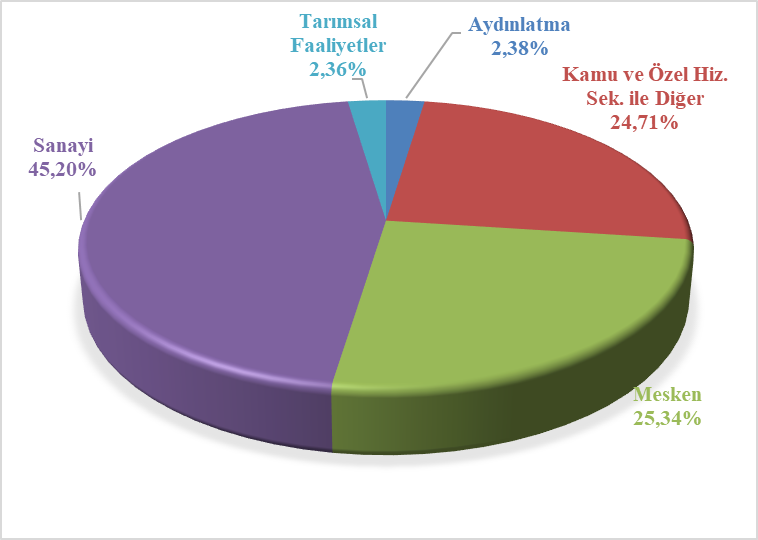 Tarımsal
Faaliyetler
2,36%
Aydınlatma
2,38%
Kamu ve Özel Hiz.
Sek. ile Diğer
24,71%
Sanayi
45,20%
Mesken
25,34%